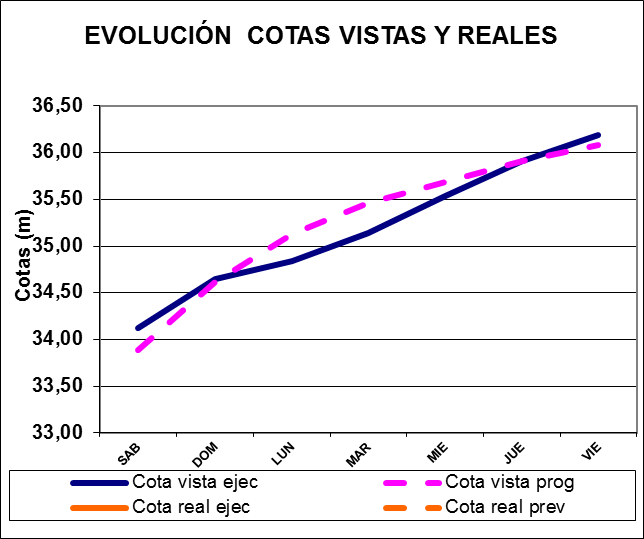 EVOLUCIÓN  COTAS VISTAS Y REALES
36,50
36,00
35,50
35,00
34,50
34,00
33,50
33,00
Cotas (m)
SAB DOM LUN MAR MIE JUE VIE
Cota vista ejec Cota vista prog
Cota real ejec Cota real prev